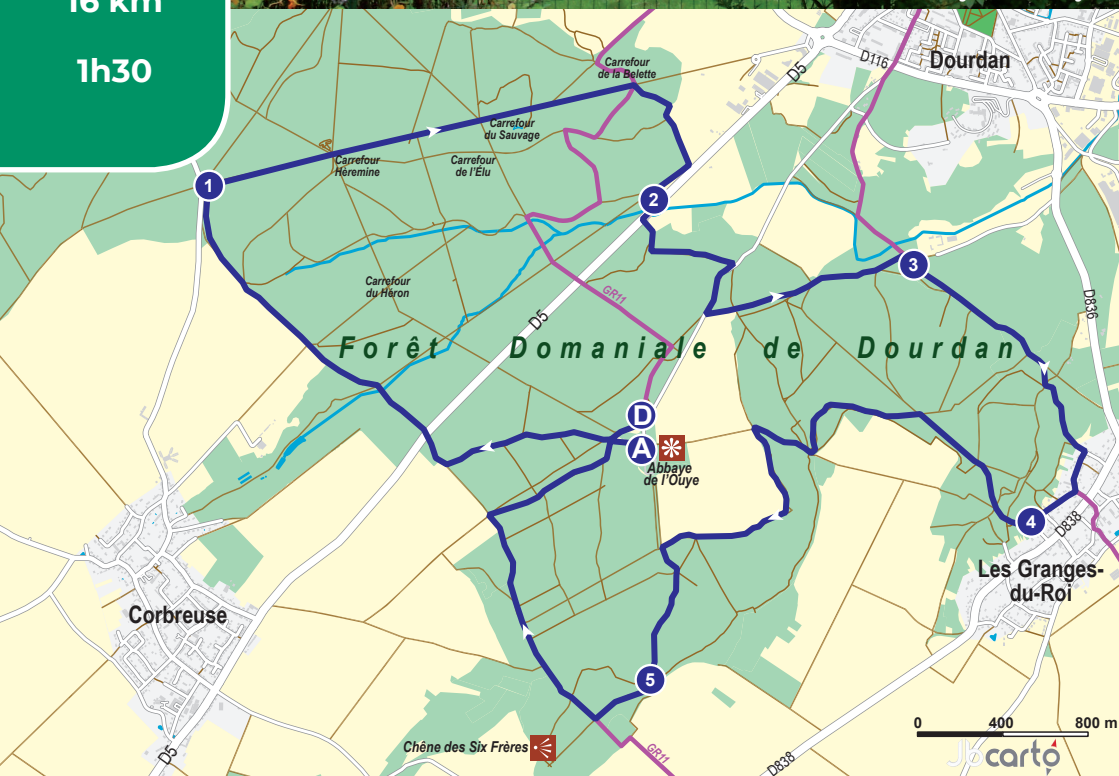 16 km
1h30
Carrefour
de la Belette
D5
D116
Dourdan
Carrefour
du Sauvage
Carrefour
Hèremine
Carrefour
de l'Élu
1
2
3
Carrefour
du Héron
GR11
D5
D836
Forêt Domaniale de Dourdan
D
A
Abbaye
de l'Ouye
4
D838
Les Granges-
du-Roi
Corbreuse
5
0 400 800 m
Chêne des Six Frères
GR11
D838
D5
carto